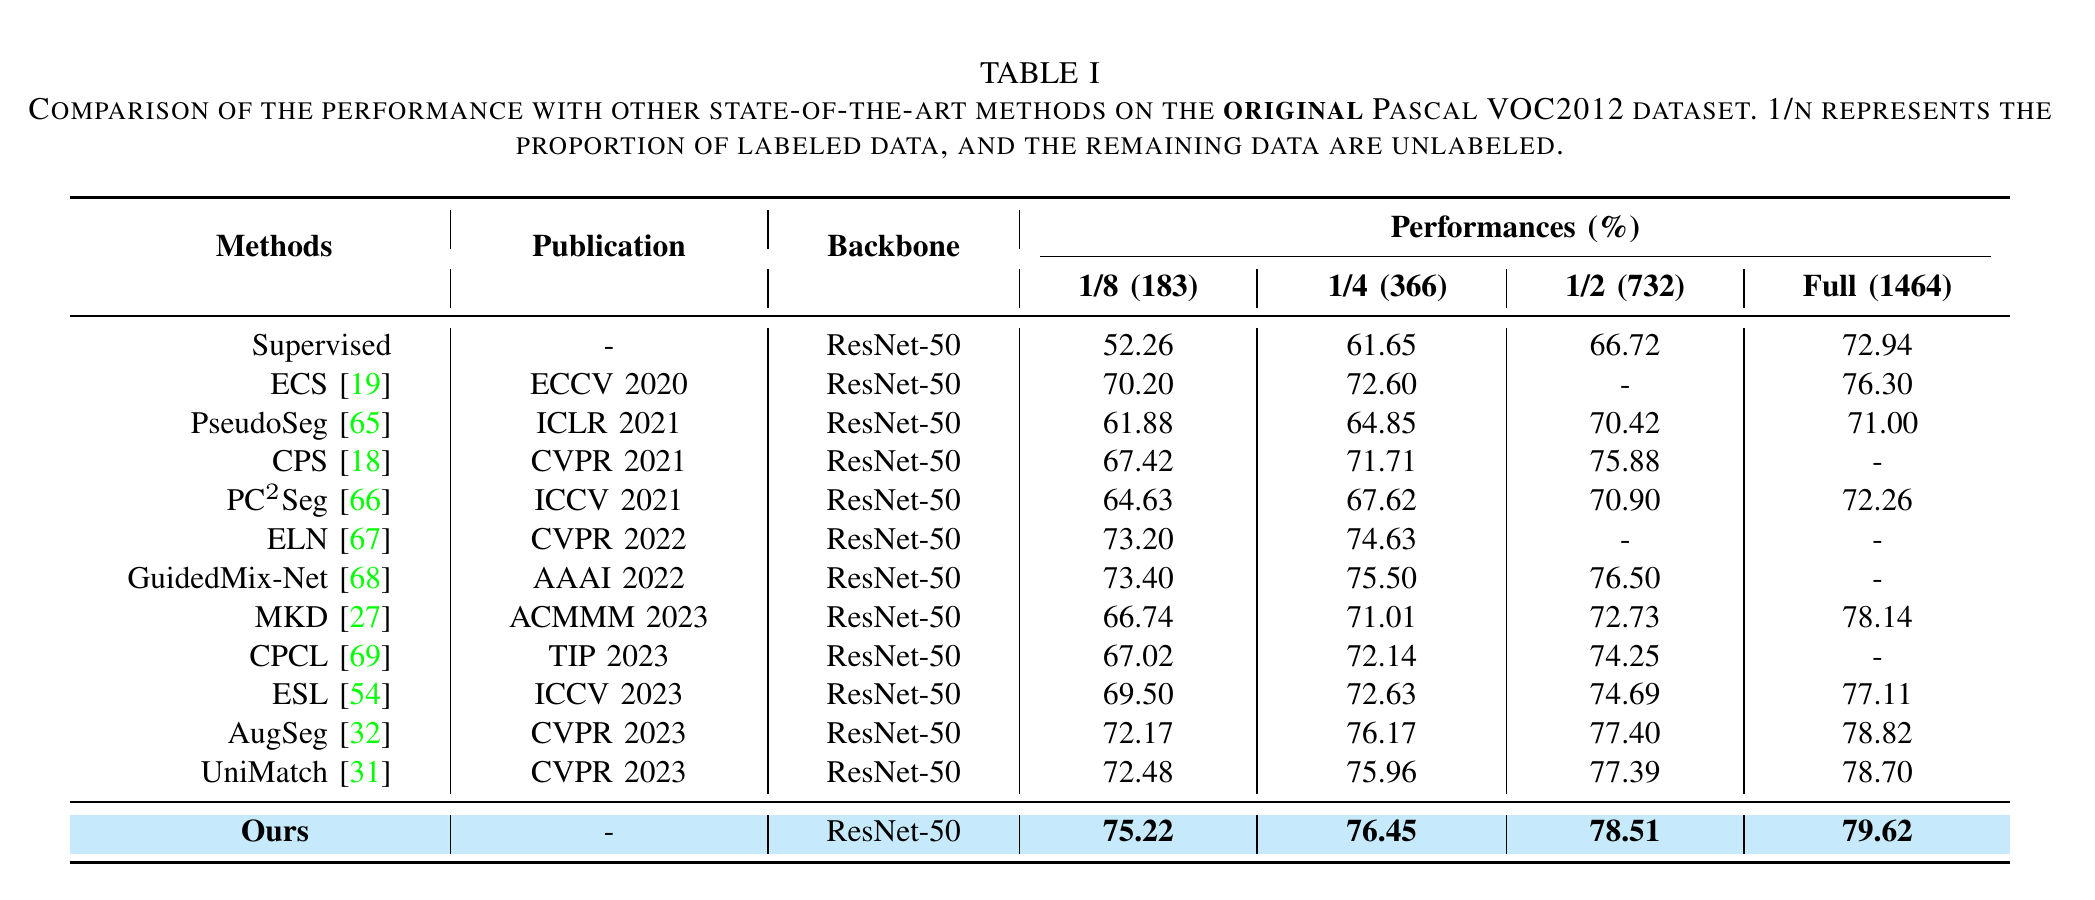 TABLE I
COMPARISON OF THE PERFORMANCE WITH OTHER STATE-OF-THE-ART METHODS ON THE ORIGINAL PASCAL VOC2012 DATASET. 1/N REPRESENTS THE
PROPORTION OF LABELED DATA, AND THE REMAINING DATA ARE UNLABELED.
Methods Publication Backbone Performances (%)
1/8 (183) 1/4 (366) 1/2 (732) Full (1464)
Supervised - ResNet-50 52.26 61.65 66.72 72.94
ECS [19] ECCV 2020 ResNet-50 70.20 72.60 - 76.30
PseudoSeg [65] ICLR 2021 ResNet-50 61.88 64.85 70.42 71.00
CPS [18] CVPR 2021 ResNet-50 67.42 71.71 75.88 -
PC²Seg [66] ICCV 2021 ResNet-50 64.63 67.62 70.90 72.26
ELN [67] CVPR 2022 ResNet-50 73.20 74.63 - -
GuidedMix-Net [68] AAAI 2022 ResNet-50 73.40 75.50 76.50 -
MKD [27] ACMMM 2023 ResNet-50 66.74 71.01 72.73 78.14
CPCL [69] TIP 2023 ResNet-50 67.02 72.14 74.25 -
ESL [54] ICCV 2023 ResNet-50 69.50 72.63 74.69 77.11
AugSeg [32] CVPR 2023 ResNet-50 72.17 76.17 77.40 78.82
UniMatch [31] CVPR 2023 ResNet-50 72.48 75.96 77.39 78.70
Ours - ResNet-50 75.22 76.45 78.51 79.62